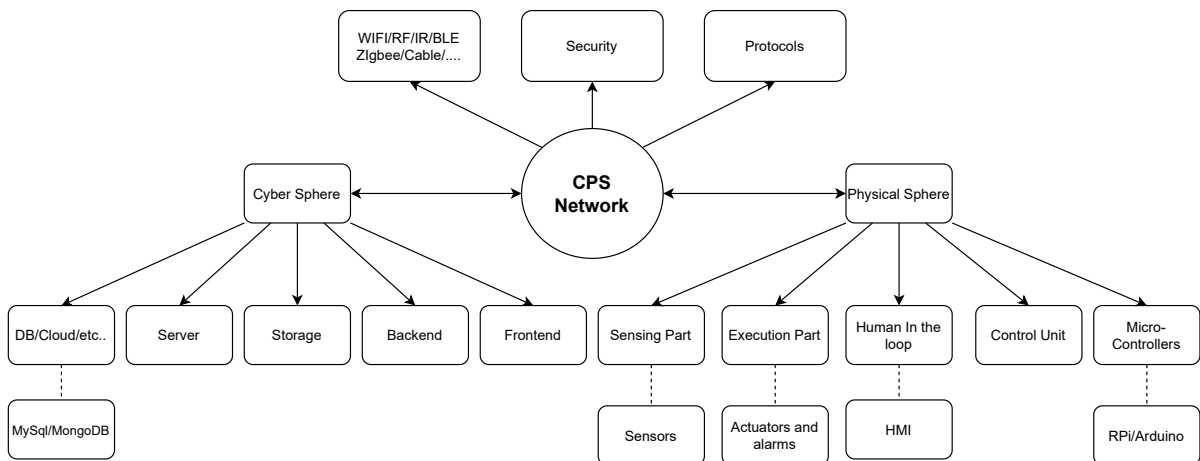 WIFI/RF/IR/BLE
ZIgbee/Cable/....
Security
Protocols
CPS
Network
Cyber Sphere
Physical Sphere
DB/Cloud/etc..
Server
Storage
Backend
Frontend
Sensing Part
Execution Part
Human In the
loop
Control Unit
Micro-
Controllers
MySql/MongoDB
Sensors
Actuators and
alarms
HMI
RPi/Arduino